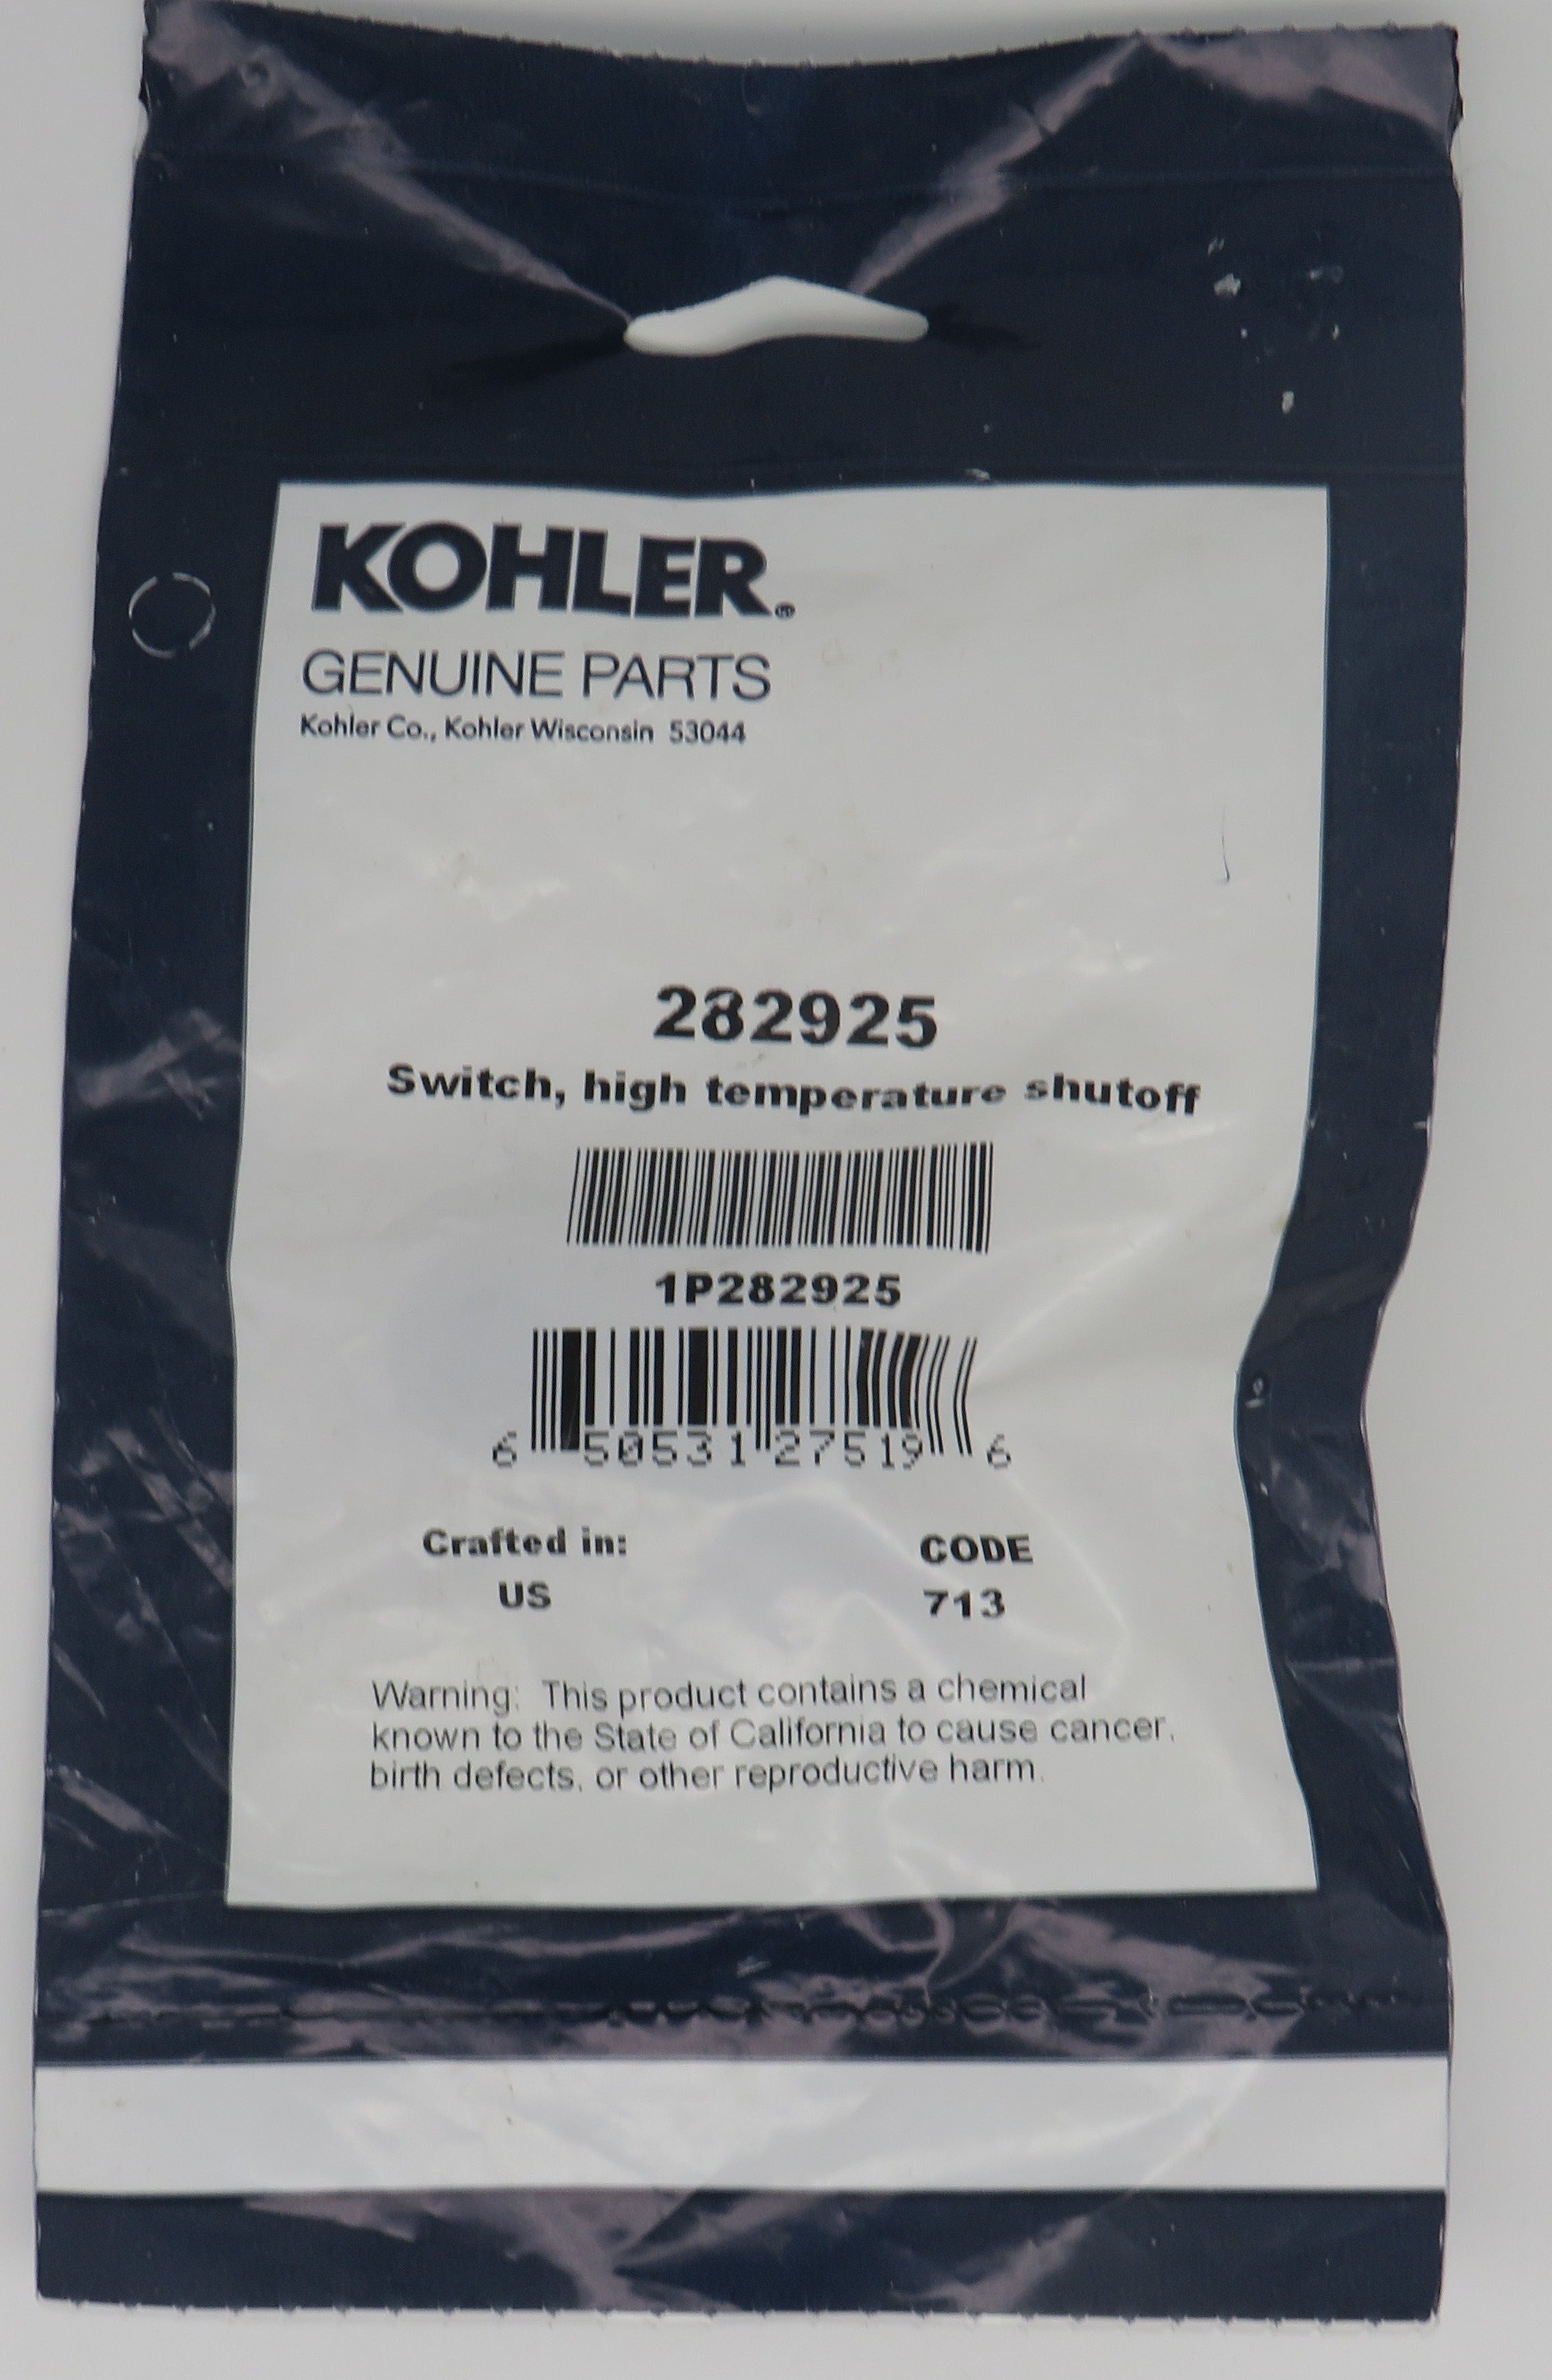 KOHLER®
GENUINE PARTS
Kohler Co., Kohler Wisconsin 53044
282925
Switch, high temperature shutoff
1P282925
6 50531 27519 6
Crafted in: CODE
US 713
Warning: This product contains a chemical
known to the State of California to cause cancer,
birth defects, or other reproductive harm.